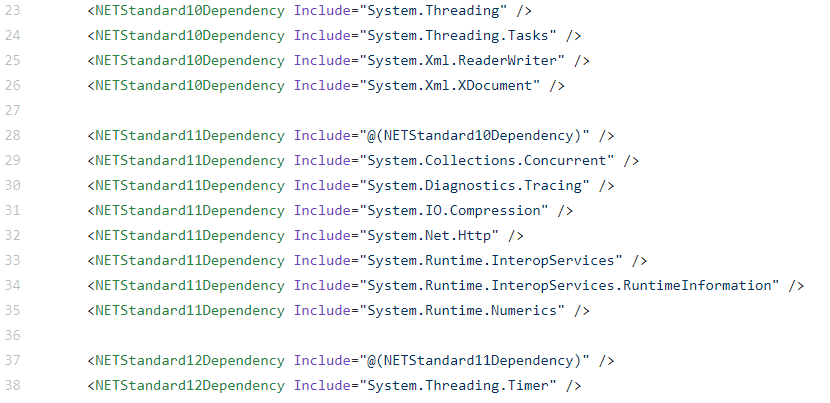 23 <NETStandard10Dependency Include="System.Threading" />
24 <NETStandard10Dependency Include="System.Threading.Tasks" />
25 <NETStandard10Dependency Include="System.Xml.ReaderWriter" />
26 <NETStandard10Dependency Include="System.Xml.XDocument" />
27
28 <NETStandard11Dependency Include="@(NETStandard10Dependency)" />
29 <NETStandard11Dependency Include="System.Collections.Concurrent" />
30 <NETStandard11Dependency Include="System.Diagnostics.Tracing" />
31 <NETStandard11Dependency Include="System.IO.Compression" />
32 <NETStandard11Dependency Include="System.Net.Http" />
33 <NETStandard11Dependency Include="System.Runtime.InteropServices" />
34 <NETStandard11Dependency Include="System.Runtime.InteropServices.RuntimeInformation" />
35 <NETStandard11Dependency Include="System.Runtime.Numerics" />
36
37 <NETStandard12Dependency Include="@(NETStandard11Dependency)" />
38 <NETStandard12Dependency Include="System.Threading.Timer" />